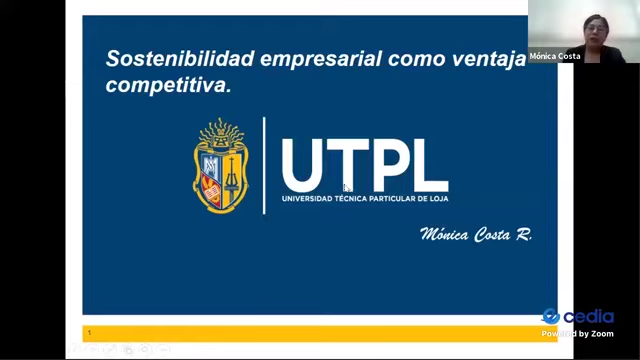 Sostenibilidad empresarial como ventaja
competitiva.
Mónica Costa
UTPL
UNIVERSIDAD TÉCNICA PARTICULAR DE LOJA
Mónica Costa R.
cedia
Powered by Zoom
1